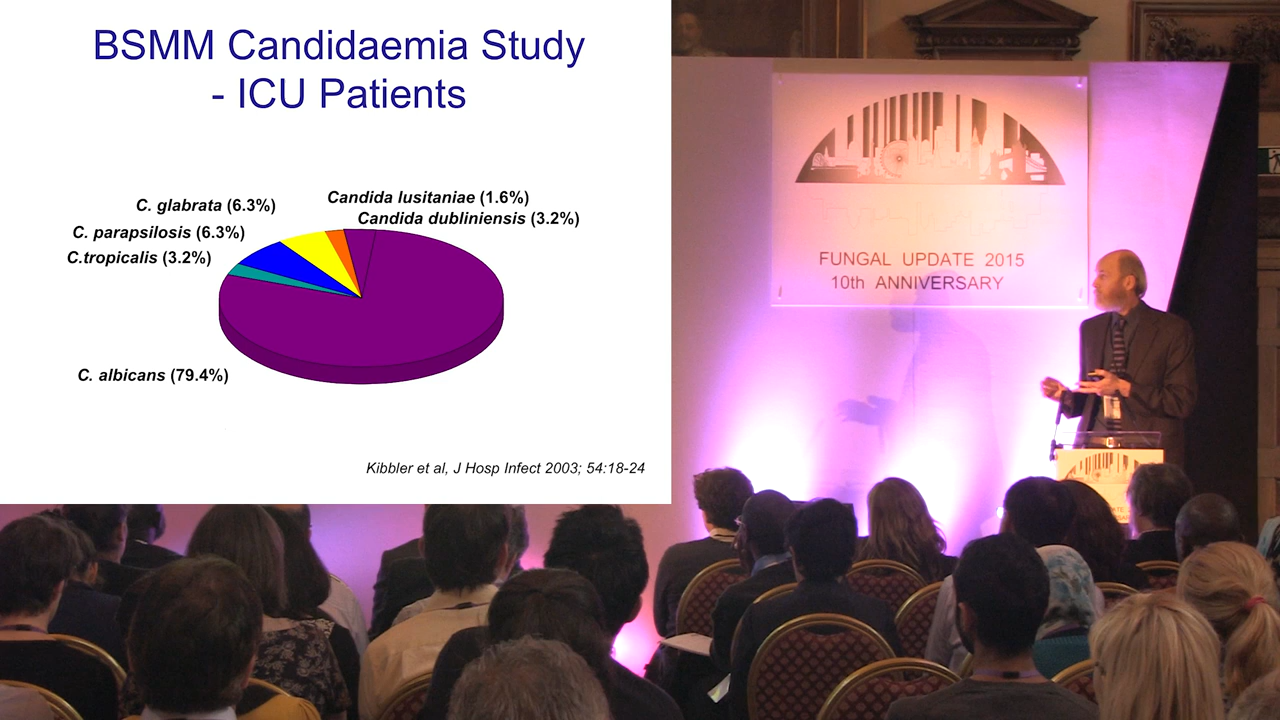 BSMM Candidaemia Study
- ICU Patients
Candida lusitaniae (1.6%)
C. glabrata (6.3%)
Candida dubliniensis (3.2%)
C. parapsilosis (6.3%)
C.tropicalis (3.2%)
C. albicans (79.4%)
Kibbler et al, J Hosp Infect 2003; 54:18-24
FUNGAL UPDATE 2015
10th ANNIVERSARY